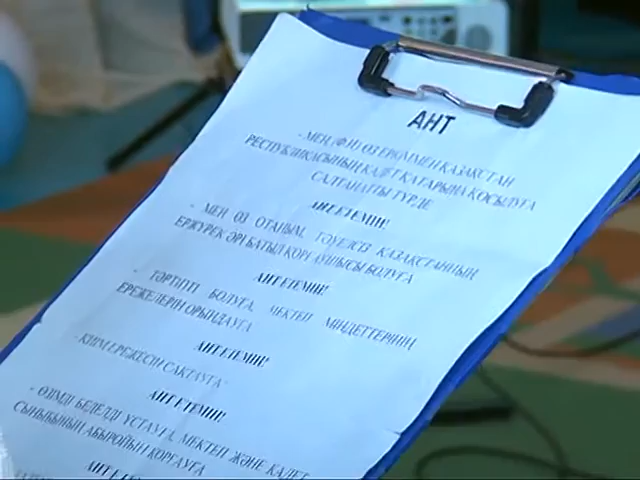 АНТ
- МЕН, (Ф.И) ӨЗ ЕРКІММЕН ҚАЗАҚСТАН
РЕСПУБЛИКАСЫНЫҢ КАДЕТ ҚАТАРЫНА ҚОСЫЛУҒА
САЛТАНАТТЫ ТҮРДЕ
АНТ ЕТЕМІН!
- МЕН ӨЗ ОТАНЫМ, ТӘУЕЛСІЗ ҚАЗАҚСТАННЫҢ
ЕРЖҮРЕК ӘРІ БАТЫЛ ҚОРҒАУШЫСЫ БОЛУҒА
АНТ ЕТЕМІН!
- ТӘРТІПТІ БОЛУҒА, МЕКТЕП МІНДЕТТЕРІНІҢ
ЕРЕЖЕЛЕРІН ОРЫНДАУҒА
АНТ ЕТЕМІН!
- КИІМ ЕРЕЖЕСІН САҚТАУҒА
АНТ ЕТЕМІН!
- ӨЗІМДІ БЕДЕЛДІ ҰСТАУҒА, МЕКТЕП ЖӘНЕ КАДЕТ
СЫНЫБЫНЫҢ АБЫРОЙЫН ҚОРҒАУҒА
АНТ ЕТЕМІН